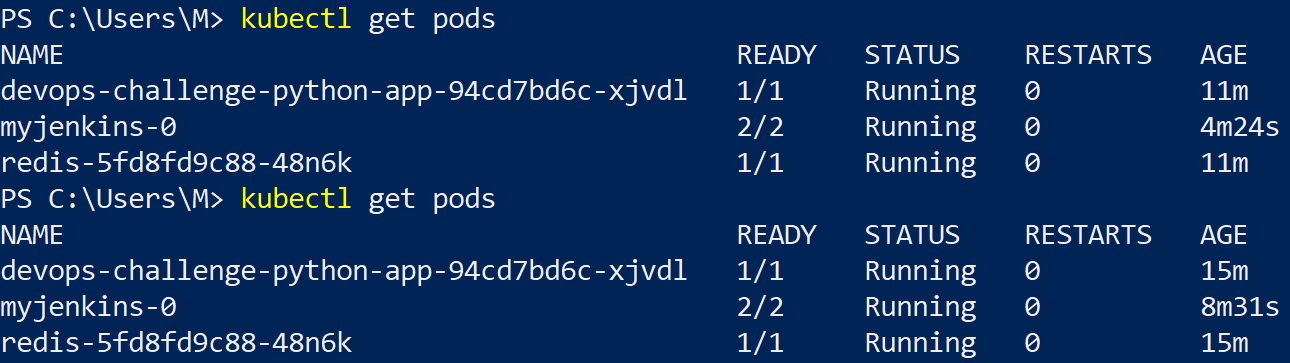 PS C:\Users\M> kubectl get pods
NAME READY STATUS RESTARTS AGE
devops-challenge-python-app-94cd7bd6c-xjvdl 1/1 Running 0 11m
myjenkins-0 2/2 Running 0 4m24s
redis-5fd8fd9c88-48n6k 1/1 Running 0 11m
PS C:\Users\M> kubectl get pods
NAME READY STATUS RESTARTS AGE
devops-challenge-python-app-94cd7bd6c-xjvdl 1/1 Running 0 15m
myjenkins-0 2/2 Running 0 8m31s
redis-5fd8fd9c88-48n6k 1/1 Running 0 15m